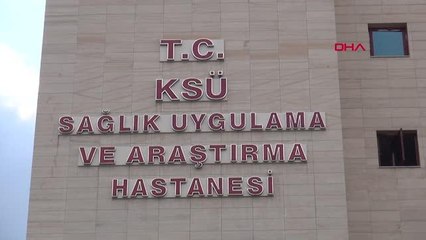 DHA
T.C.
KSÜ
SAĞLIK UYGULAMA
VE ARAŞTIRMA
HASTANESİ